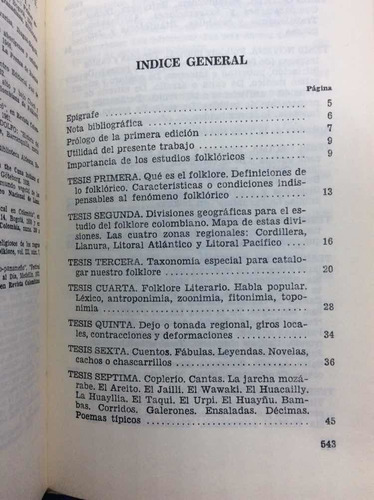 INDICE GENERAL
Página
Epígrafe 5
Nota bibliográfica 6
Prólogo de la primera edición 7
Utilidad del presente trabajo 9
Importancia de los estudios folklóricos 9
TESIS PRIMERA. Qué es el folklore. Definiciones de
lo folklórico. Características o condiciones indis-
pensables al fenómeno folklórico 13
TESIS SEGUNDA. Divisiones geográficas para el es-
tudio del folklore colombiano. Mapa de estas divi-
siones. Las cuatro zonas regionales: Cordillera,
Llanura, Litoral Atlántico y Litoral Pacífico 16
TESIS TERCERA. Taxonomia especial para catalo-
gar nuestro folklore 20
TESIS CUARTA. Folklore Literario. Habla popular.
Léxico, antroponimia, zoonimia, fitonimia, topo-
nimia 28
TESIS QUINTA. Dejo o tonada regional, giros loca-
les, contracciones y deformaciones 34
TESIS SEXTA. Cuentos. Fábulas. Leyendas. Novelas,
cachos o chascarrillos 36
TESIS SEPTIMA. Coplerío. Cantas. La jarcha mozá-
rabe. El Areito. El Jailli. El Wawaki. El Huacailly.
La Huayllia. El Taqui. El Urpi. El Huayñu. Bam-
bas. Corridos. Galerones. Ensaladas. Décimas.
Poemas típicos 45
543